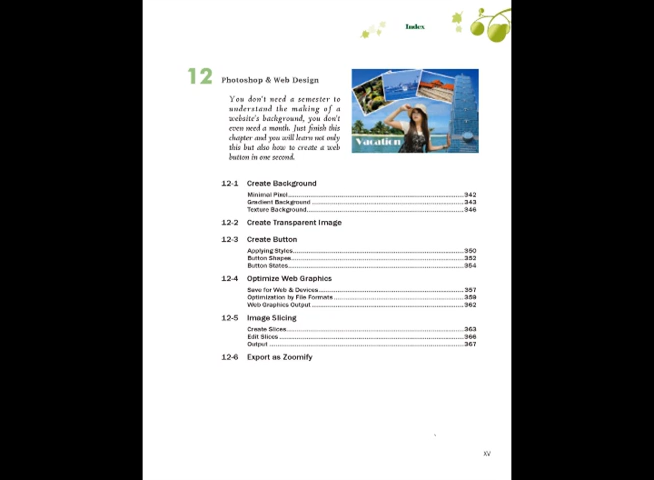 Index
12 Photoshop & Web Design
You don't need a semester to
understand the making of a
website's background, you don't
even need a month. Just finish this
chapter and you will learn not only
this but also how to create a web
button in one second.
Vacation
12-1 Create Background
Minimal Pixel........................................................................342
Gradient Background ..............................................................343
Texture Background.................................................................346
12-2 Create Transparent Image
12-3 Create Button
Applying Styles......................................................................350
Button Shapes.......................................................................352
Button States........................................................................354
12-4 Optimize Web Graphics
Save for Web & Devices...........................................................357
Optimization by File Formats ....................................................359
Web Graphics Output ..............................................................362
12-5 Image Slicing
Create Slices.........................................................................363
Edit Slices ............................................................................366
Output .................................................................................367
12-6 Export as Zoomify
XV